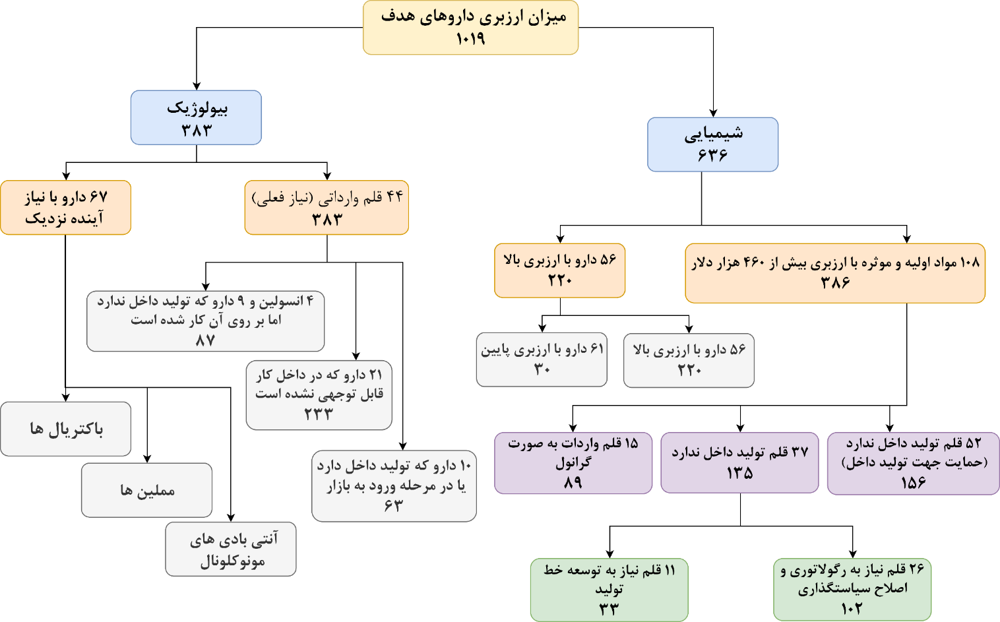 میزان ارزبری داروهای هدف
۱۰۱۹
شیمیایی
۶۳۶
بیولوژیک
۳۸۳
۱۰۸ مواد اولیه و موثره با ارزبری بیش از ۴۶۰ هزار دلار
۳۸۶
۵۶ دارو با ارزبری بالا
۲۲۰
۴۴ قلم وارداتی (نیاز فعلی)
۳۸۳
۶۷ دارو با نیاز
آینده نزدیک
۵۶ دارو با ارزبری بالا
۲۲۰
۶۱ دارو با ارزبری پایین
۳۰
۵۲ قلم تولید داخل ندارد
(حمایت جهت تولید داخل)
۱۵۶
۳۷ قلم تولید داخل ندارد
۱۳۵
۱۵ قلم واردات به صورت
گرانول
۸۹
۲۶ قلم نیاز به رگولاتوری و
اصلاح سیاستگذاری
۱۰۲
۱۱ قلم نیاز به توسعه خط
تولید
۳۳
۴ انسولین و ۹ دارو که تولید داخل ندارد
اما بر روی آن کار شده است
۸۷
۲۱ دارو که در داخل کار
قابل توجهی نشده است
۲۳۳
۱۰ دارو که تولید داخل دارد
یا در مرحله ورود به بازار
۶۳
باکتریال ها
مملین ها
آنتی بادی های
مونوکلونال